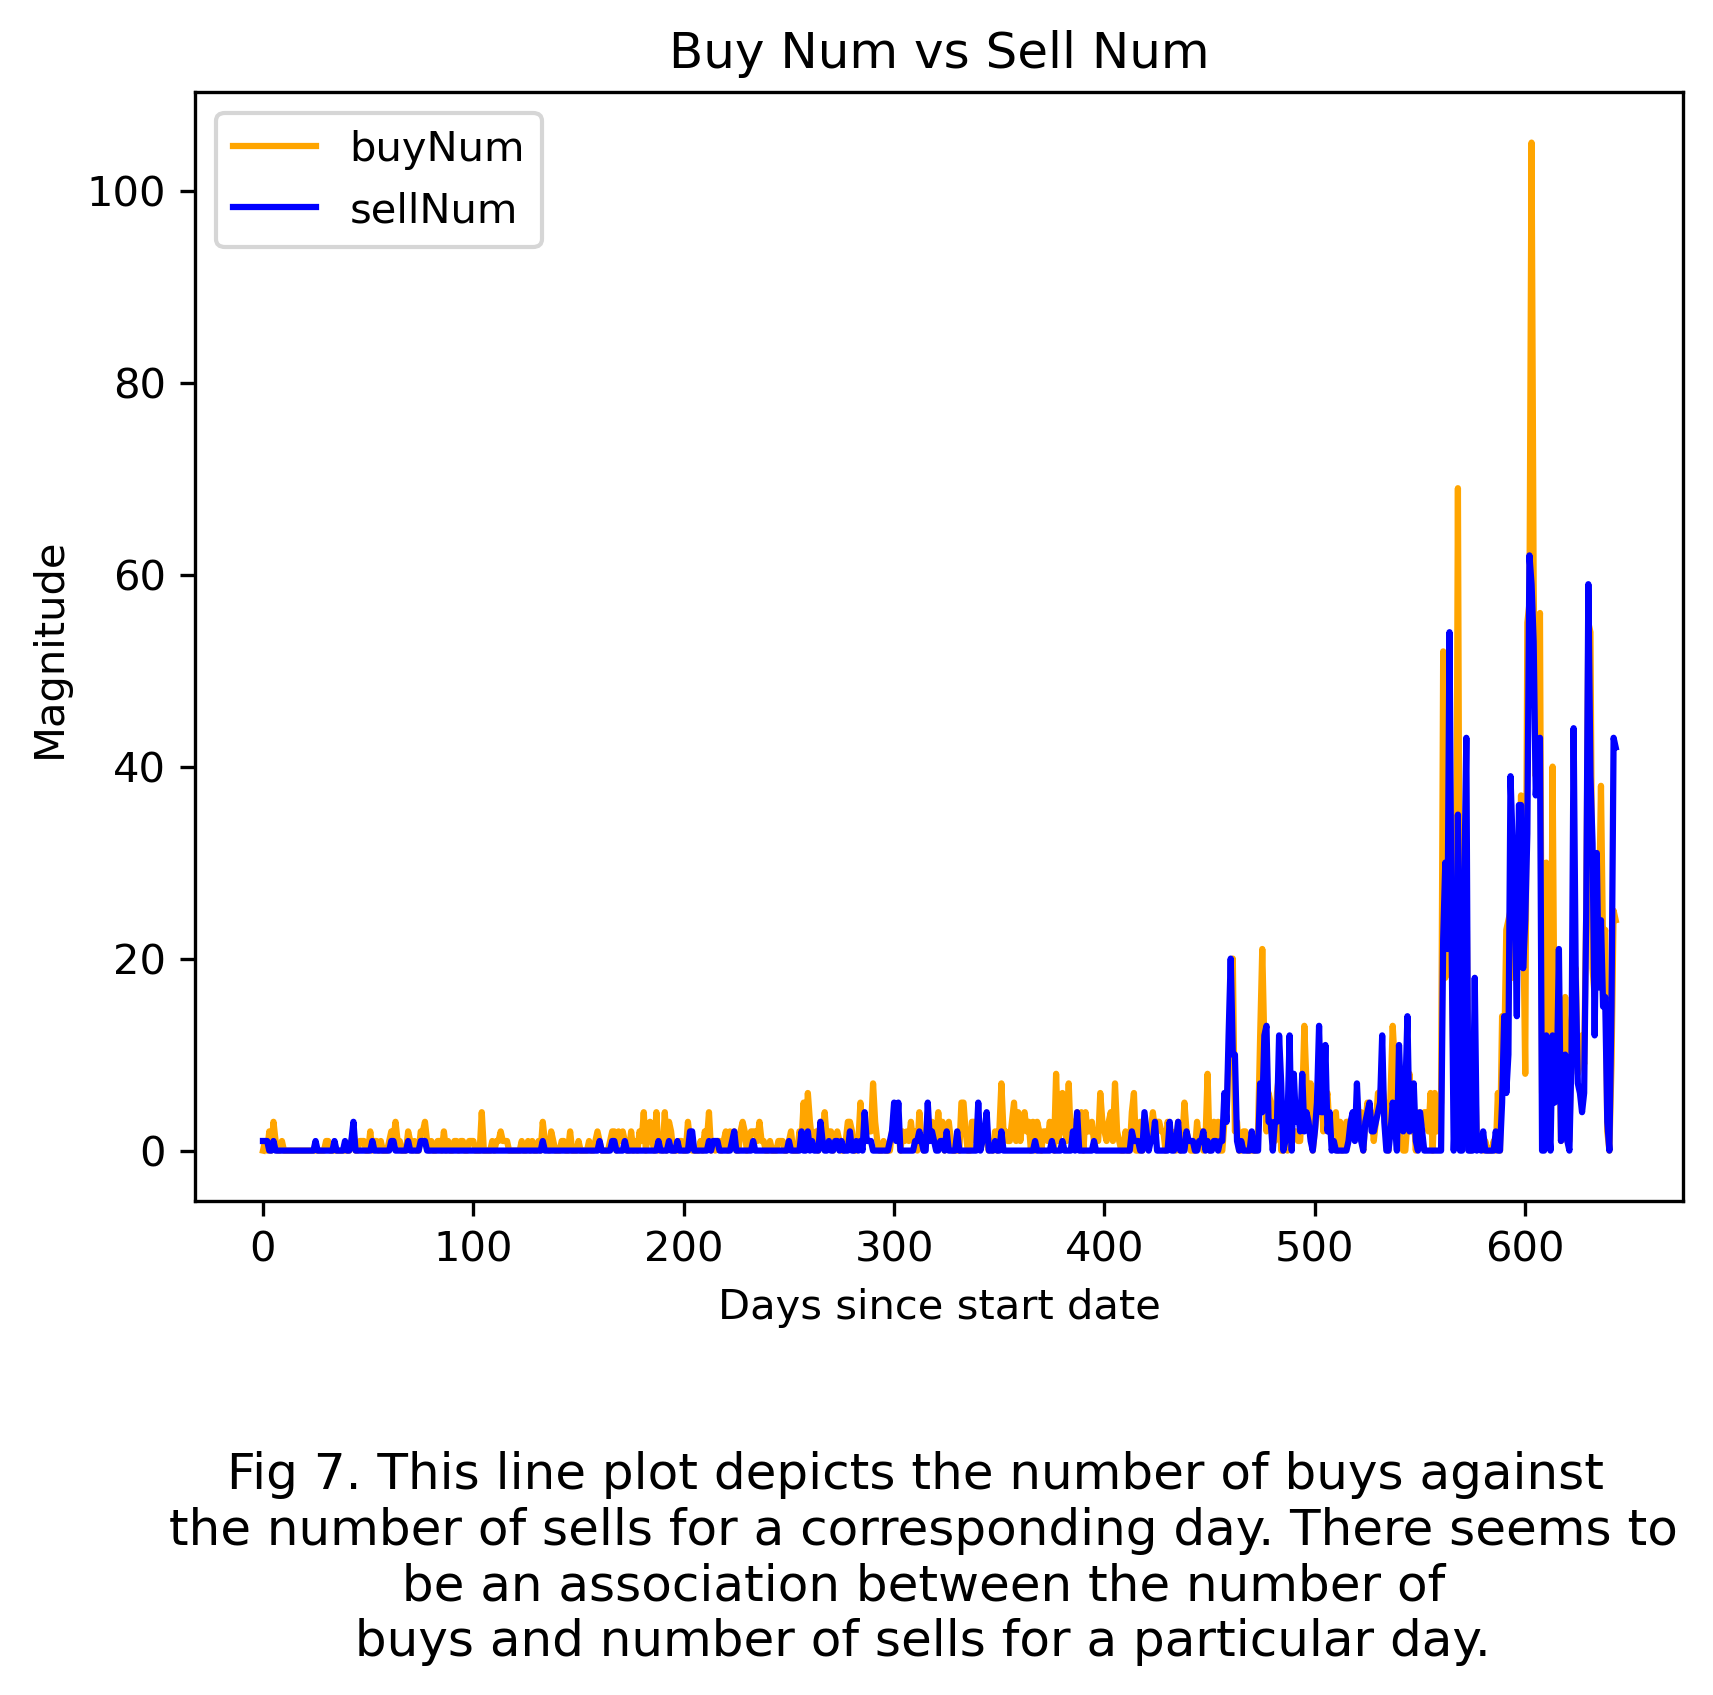 Buy Num vs Sell Num
buyNum
sellNum
100
80
60
40
20
0
Magnitude
0 100 200 300 400 500 600
Days since start date
Fig 7. This line plot depicts the number of buys against
the number of sells for a corresponding day. There seems to
be an association between the number of
buys and number of sells for a particular day.